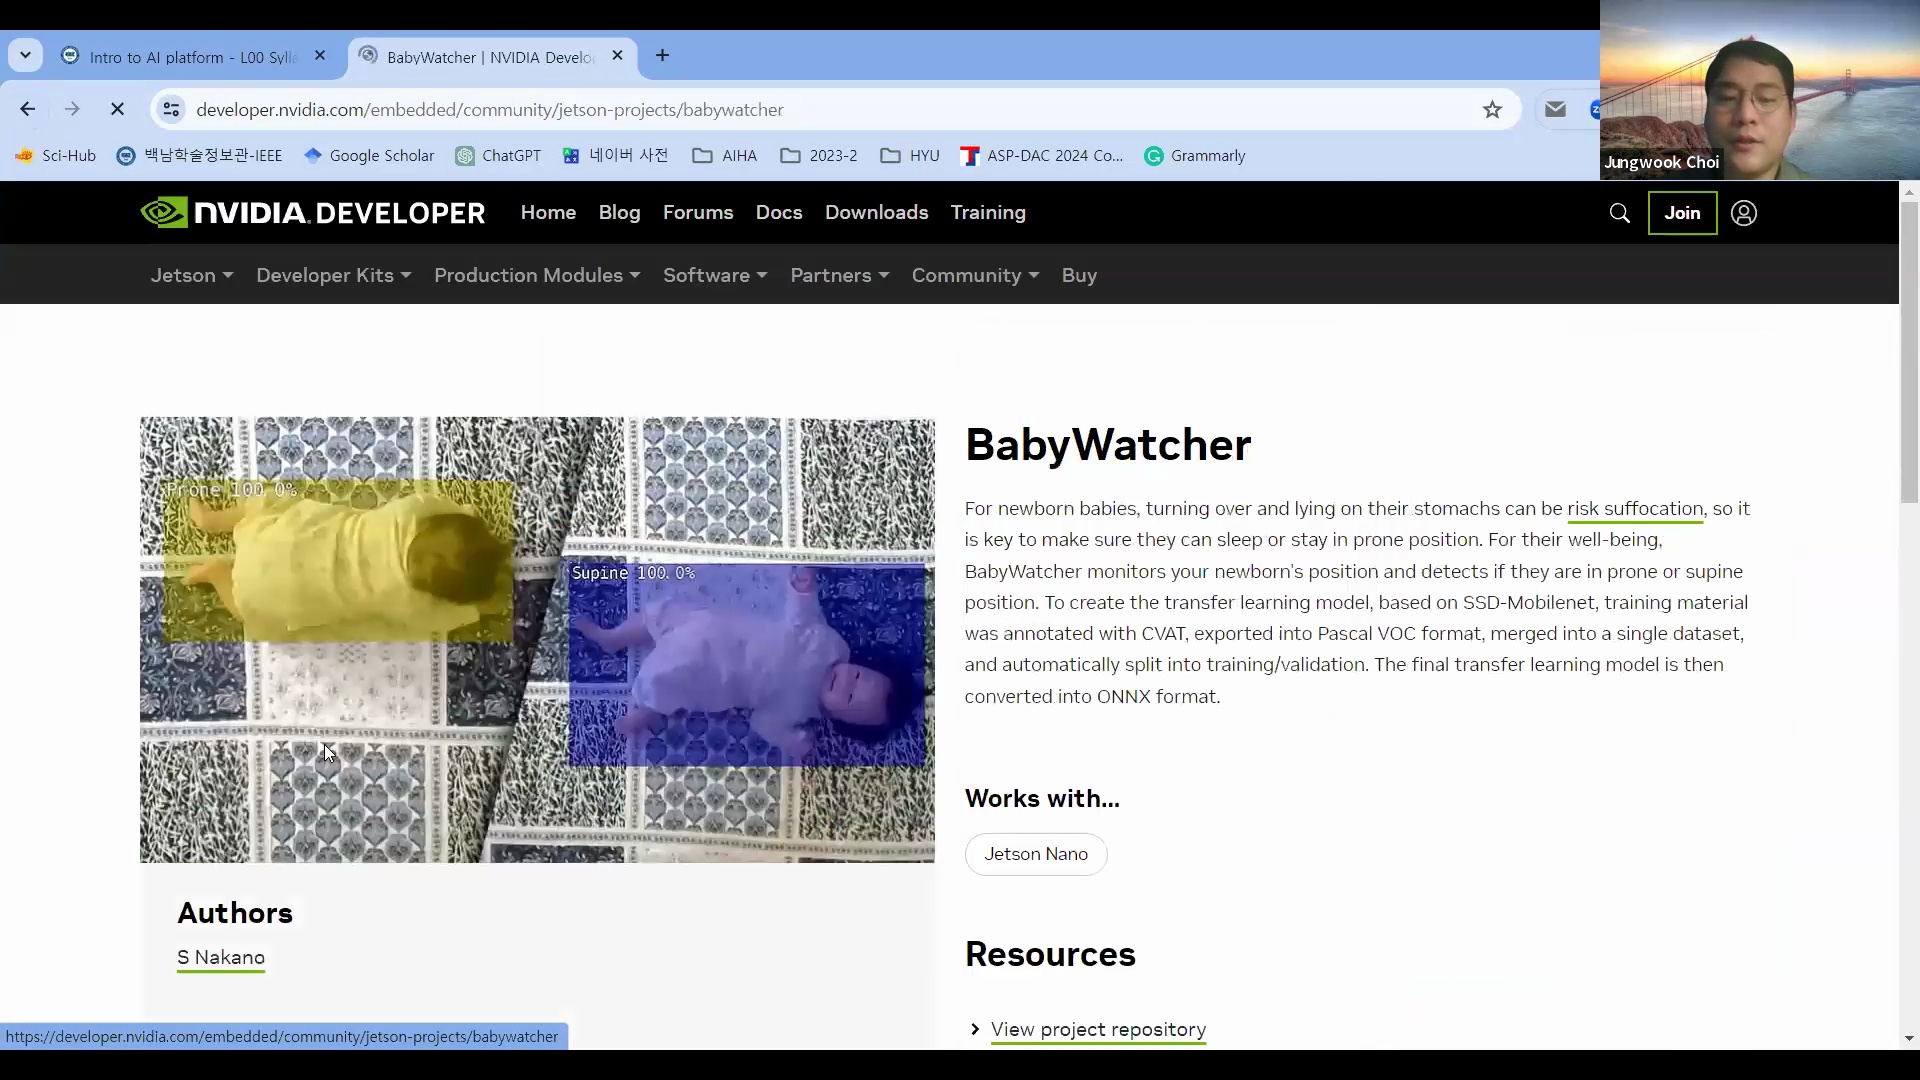 Intro to AI platform - L00 Sylla
BabyWatcher | NVIDIA Develo
developer.nvidia.com/embedded/community/jetson-projects/babywatcher
Sci-Hub
백남학술정보관-IEEE
Google Scholar
ChatGPT
네이버 사전
AIHA
2023-2
HYU
ASP-DAC 2024 Co...
Grammarly
Jungwook Choi
NVIDIA. DEVELOPER
Home
Blog
Forums
Docs
Downloads
Training
Join
Jetson
Developer Kits
Production Modules
Software
Partners
Community
Buy
Prone 100.0%
Supine 100.0%
BabyWatcher
For newborn babies, turning over and lying on their stomachs can be risk suffocation, so it
is key to make sure they can sleep or stay in prone position. For their well-being,
BabyWatcher monitors your newborn's position and detects if they are in prone or supine
position. To create the transfer learning model, based on SSD-Mobilenet, training material
was annotated with CVAT, exported into Pascal VOC format, merged into a single dataset,
and automatically split into training/validation. The final transfer learning model is then
converted into ONNX format.
Works with...
Jetson Nano
Authors
S Nakano
Resources
View project repository
https://developer.nvidia.com/embedded/community/jetson-projects/babywatcher